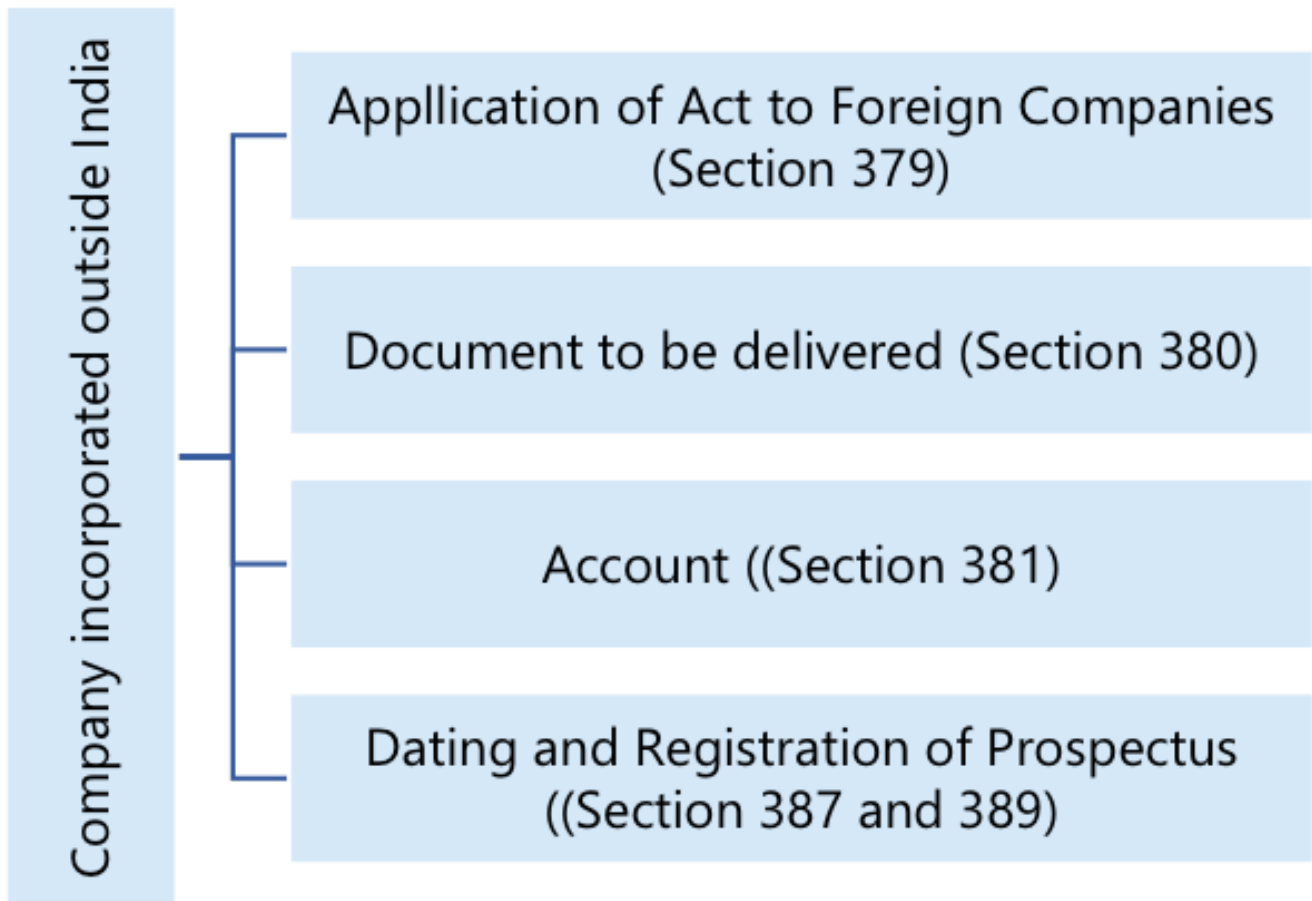 Company incorporated outside India
Appllication of Act to Foreign Companies
(Section 379)
Document to be delivered (Section 380)
Account ((Section 381)
Dating and Registration of Prospectus
((Section 387 and 389)